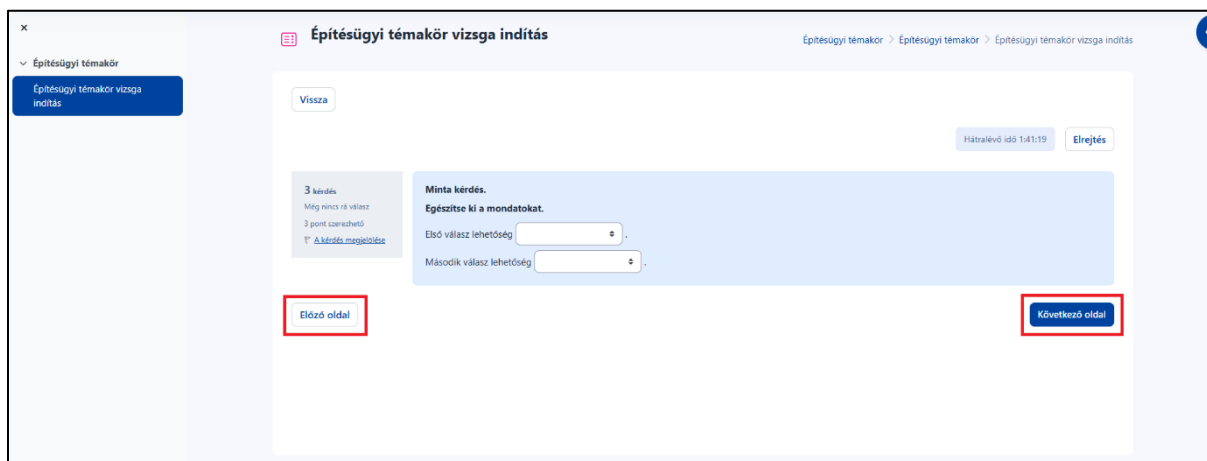 ×
Építésügyi témakör
Építésügyi témakör vizsga
indítás
Építésügyi témakör vizsga indítás
Építésügyi témakör > Építésügyi témakör > Építésügyi témakör vizsga indítás
Vissza
Hátralévő idő 1:41:19 Elrejtés
3 kérdés
Még nincs rá válasz
3 pont szerezhető
A kérdés megjelölése
Minta kérdés.
Egészítse ki a mondatokat.
Első válasz lehetőség .
Második válasz lehetőség .
Előző oldal
Következő oldal